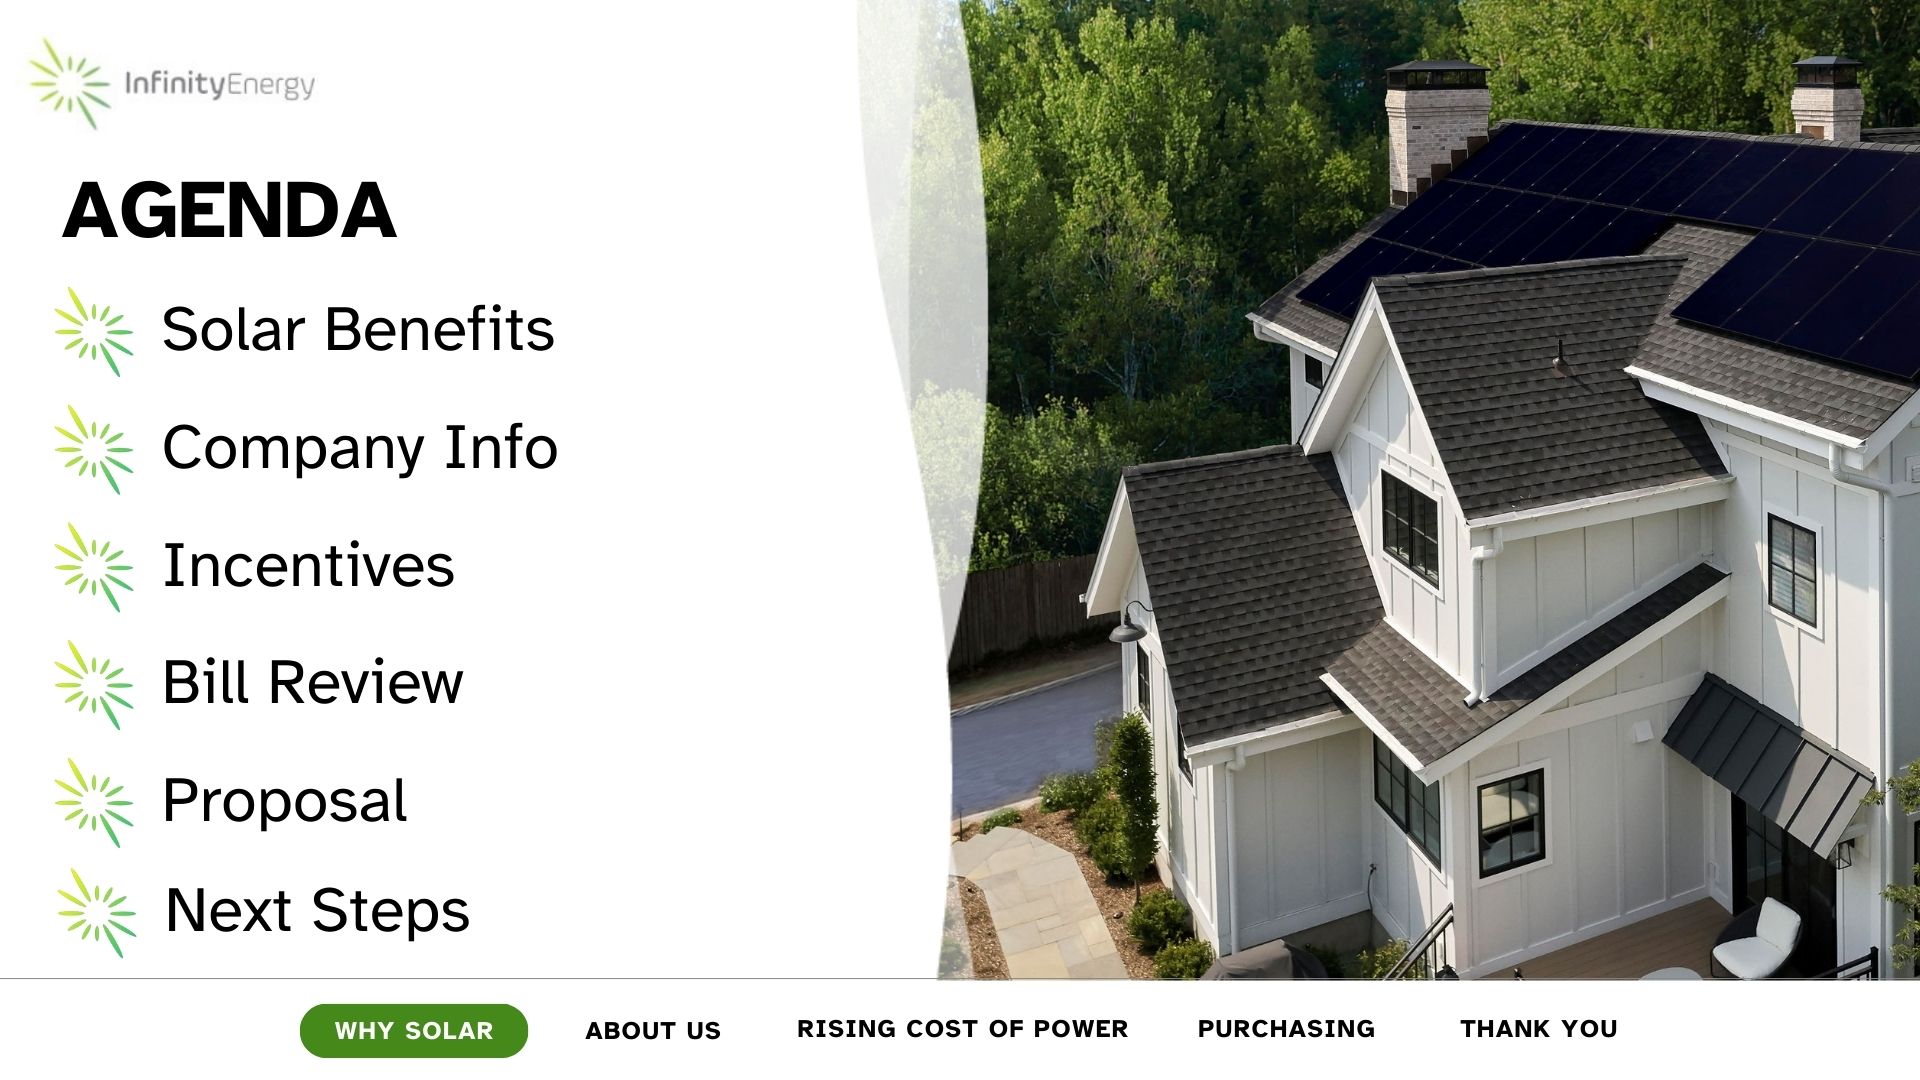 InfinityEnergy
AGENDA
Solar Benefits
Company Info
Incentives
Bill Review
Proposal
Next Steps
WHY SOLAR
ABOUT US
RISING COST OF POWER
PURCHASING
THANK YOU